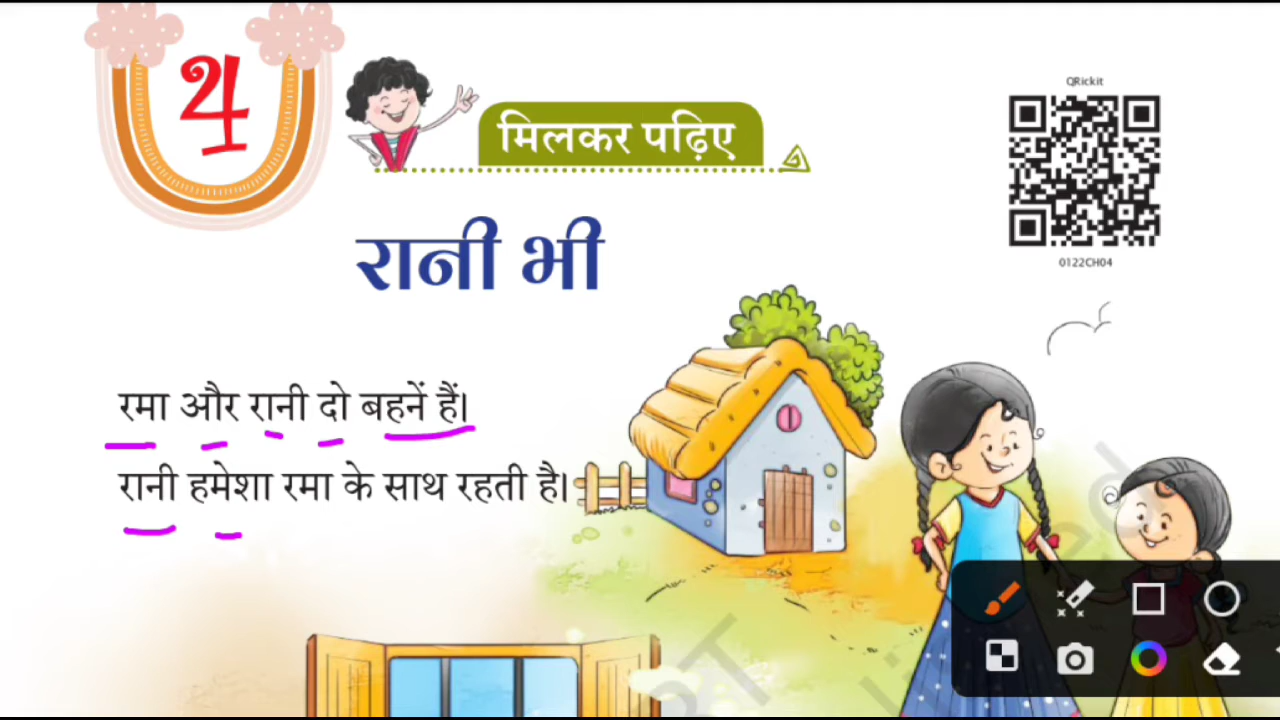 ४
मिलकर पढ़िए
QRickit
0122CH04
रानी भी
रमा और रानी दो बहनें हैं।
रानी हमेशा रमा के साथ रहती है।